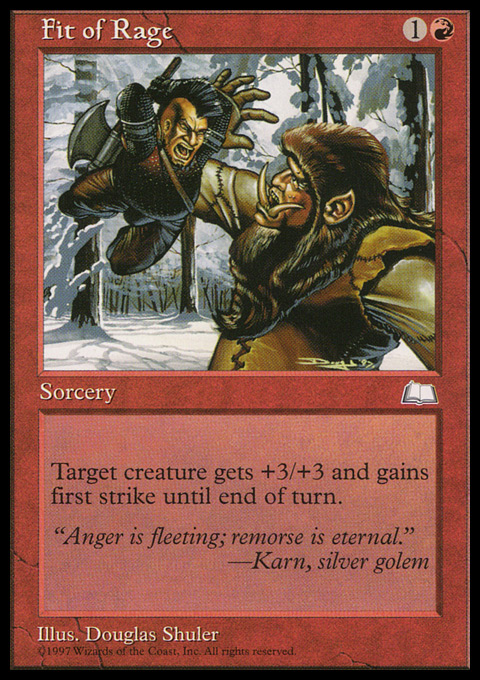 Fit of Rage 1
Sorcery
Target creature gets +3/+3 and gains
first strike until end of turn.
“Anger is fleeting; remorse is eternal.”
—Karn, silver golem
Illus. Douglas Shuler
©1997 Wizards of the Coast, Inc. All rights reserved.